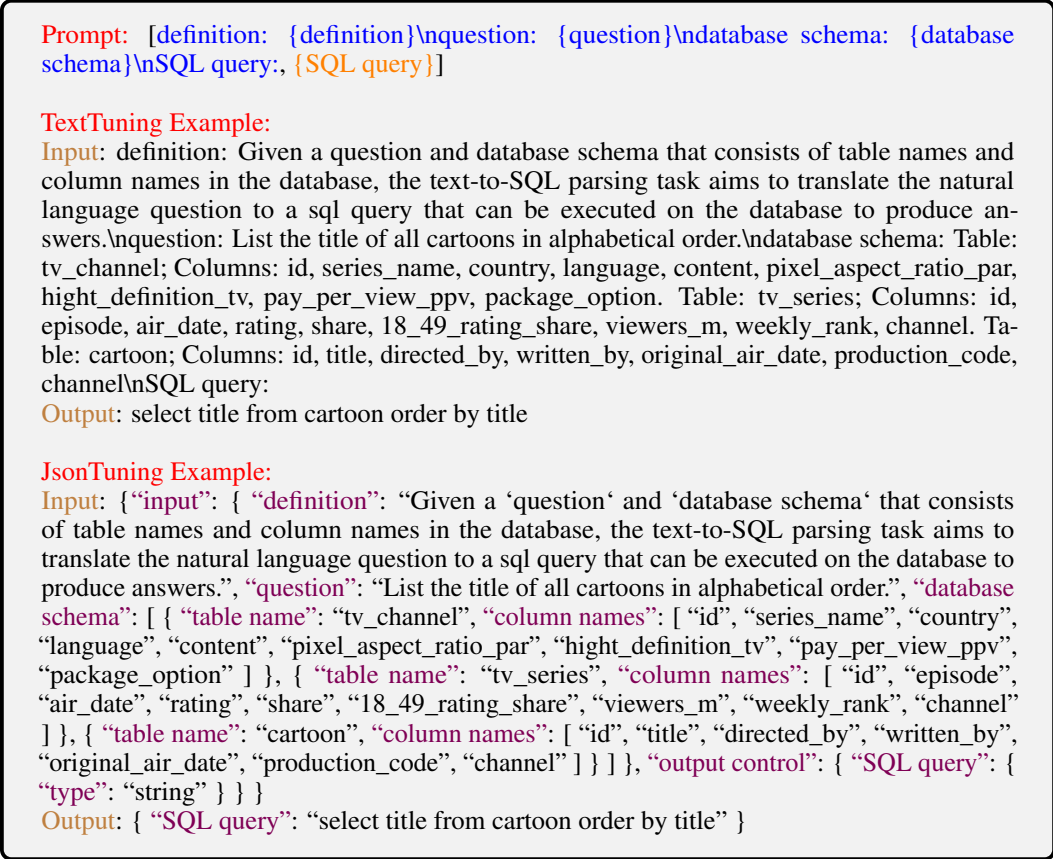 Prompt: [definition: {definition}\nquestion: {question}\ndatabase schema: {database
schema}\nSQL query:, {SQL query}]
TextTuning Example:
Input: definition: Given a question and database schema that consists of table names and
column names in the database, the text-to-SQL parsing task aims to translate the natural
language question to a sql query that can be executed on the database to produce an-
swers.\nquestion: List the title of all cartoons in alphabetical order.\ndatabase schema: Table:
tv_channel; Columns: id, series_name, country, language, content, pixel_aspect_ratio_par,
hight_definition_tv, pay_per_view_ppv, package_option. Table: tv_series; Columns: id,
episode, air_date, rating, share, 18_49_rating_share, viewers_m, weekly_rank, channel. Ta-
ble: cartoon; Columns: id, title, directed_by, written_by, original_air_date, production_code,
channel\nSQL query:
Output: select title from cartoon order by title
JsonTuning Example:
Input: {“input”: { “definition”: “Given a ‘question‘ and ‘database schema‘ that consists
of table names and column names in the database, the text-to-SQL parsing task aims to
translate the natural language question to a sql query that can be executed on the database to
produce answers.”, “question”: “List the title of all cartoons in alphabetical order.”, “database
schema”: [ { “table name”: “tv_channel”, “column names”: [ “id”, “series_name”, “country”,
“language”, “content”, “pixel_aspect_ratio_par”, “hight_definition_tv”, “pay_per_view_ppv”,
“package_option” ] }, { “table name”: “tv_series”, “column names”: [ “id”, “episode”,
“air_date”, “rating”, “share”, “18_49_rating_share”, “viewers_m”, “weekly_rank”, “channel”
] }, { “table name”: “cartoon”, “column names”: [ “id”, “title”, “directed_by”, “written_by”,
“original_air_date”, “production_code”, “channel” ] } ] }, “output control”: { “SQL query”: {
“type”: “string” } } }
Output: { “SQL query”: “select title from cartoon order by title” }